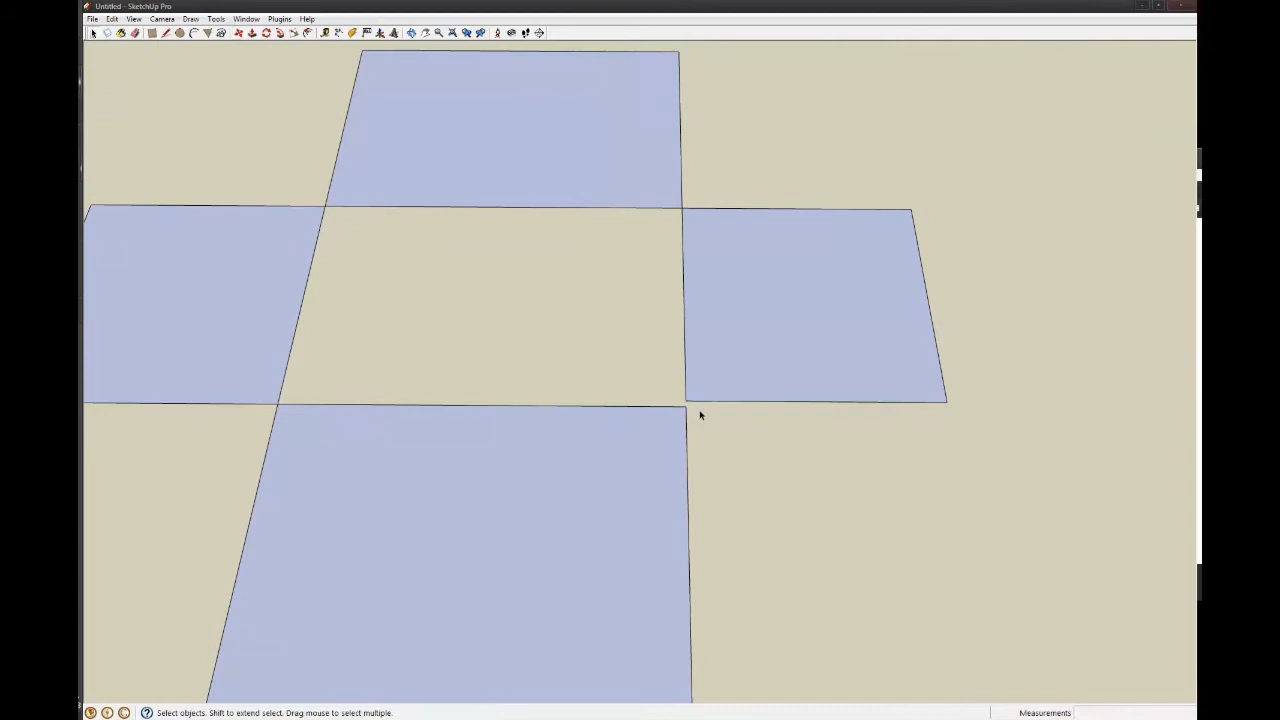 Untitled - SketchUp Pro
File Edit View Camera Draw Tools Window Plugins Help
Select objects. Shift to extend select. Drag mouse to select multiple.
Measurements